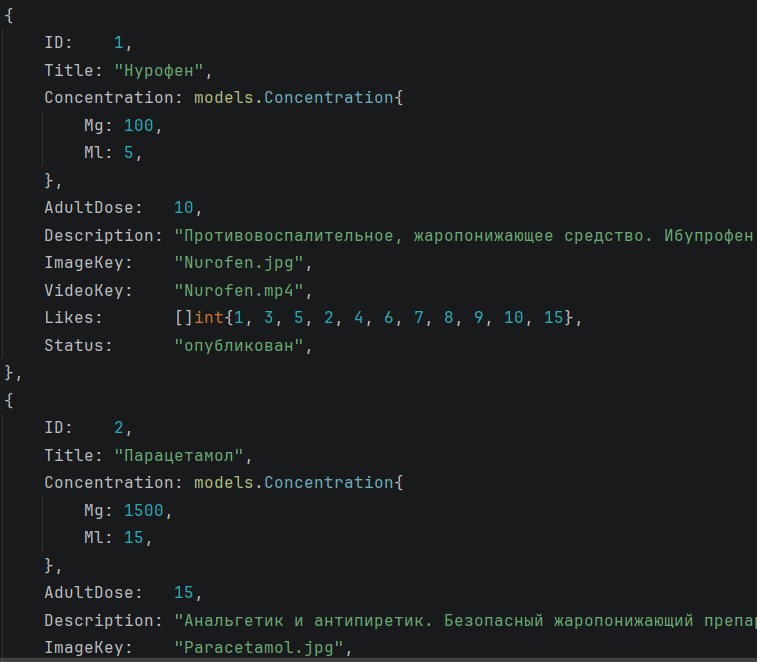 {
ID: 1,
Title: "Нурофен",
Concentration: models.Concentration{
Mg: 100,
Ml: 5,
},
AdultDose: 10,
Description: "Противовоспалительное, жаропонижающее средство. Ибупрофен
ImageKey: "Nurofen.jpg",
VideoKey: "Nurofen.mp4",
Likes: []int{1, 3, 5, 2, 4, 6, 7, 8, 9, 10, 15},
Status: "опубликован",
},
{
ID: 2,
Title: "Парацетамол",
Concentration: models.Concentration{
Mg: 1500,
Ml: 15,
},
AdultDose: 15,
Description: "Анальгетик и антипиретик. Безопасный жаропонижающий
ImageKey: "Paracetamol.jpg",